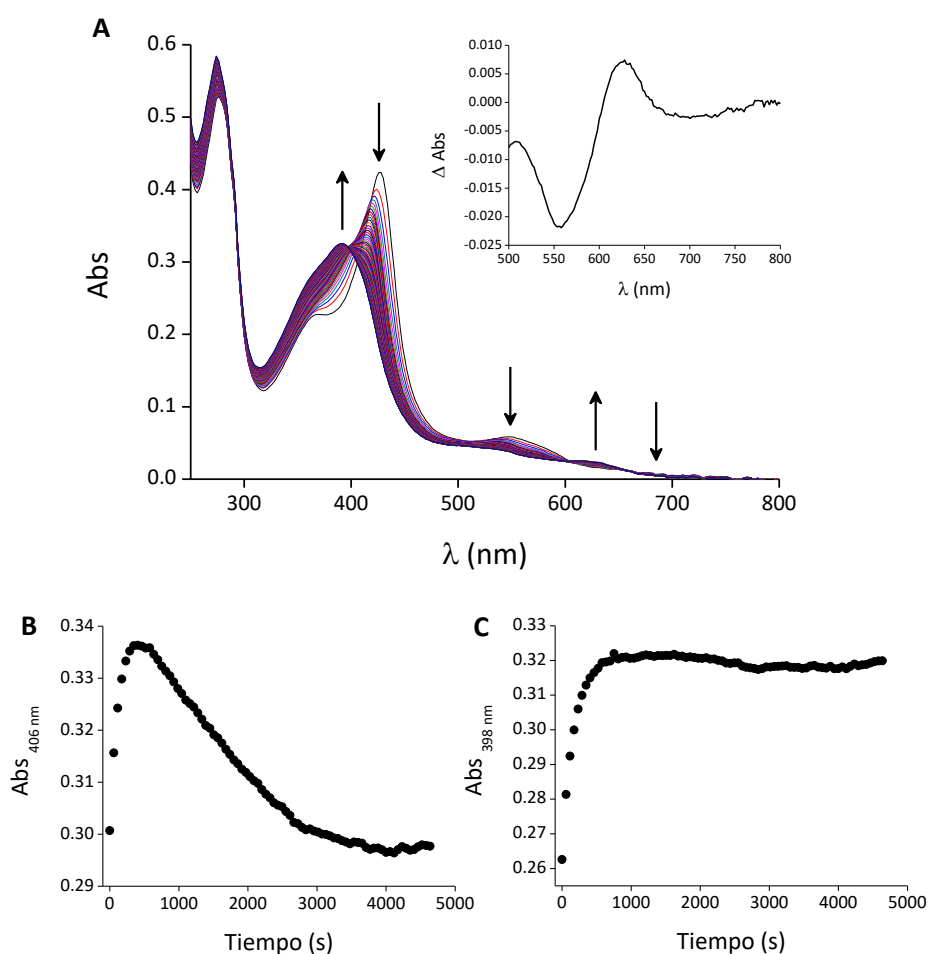 A
0.6
0.5
0.4
0.3
0.2
0.1
0.0
Abs
300 400 500 600 700 800
λ (nm)
0.010
0.005
0.000
-0.005
-0.010
-0.015
-0.020
-0.025
Δ Abs
500 550 600 650 700 750 800
λ (nm)
B
0.34
0.33
0.32
0.31
0.30
0.29
Abs 406 nm
0 1000 2000 3000 4000 5000
Tiempo (s)
C
0.33
0.32
0.31
0.30
0.29
0.28
0.27
0.26
Abs 398 nm
0 1000 2000 3000 4000 5000
Tiempo (s)